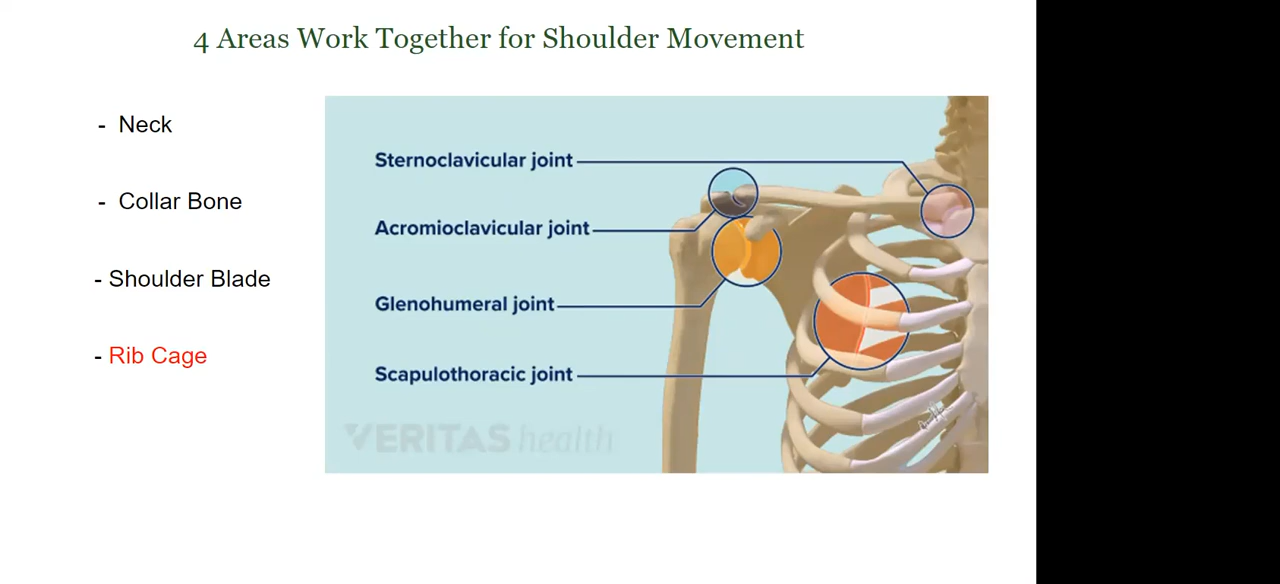 4 Areas Work Together for Shoulder Movement
- Neck
- Collar Bone
- Shoulder Blade
- Rib Cage
Sternoclavicular joint
Acromioclavicular joint
Glenohumeral joint
Scapulothoracic joint
VERITAS health